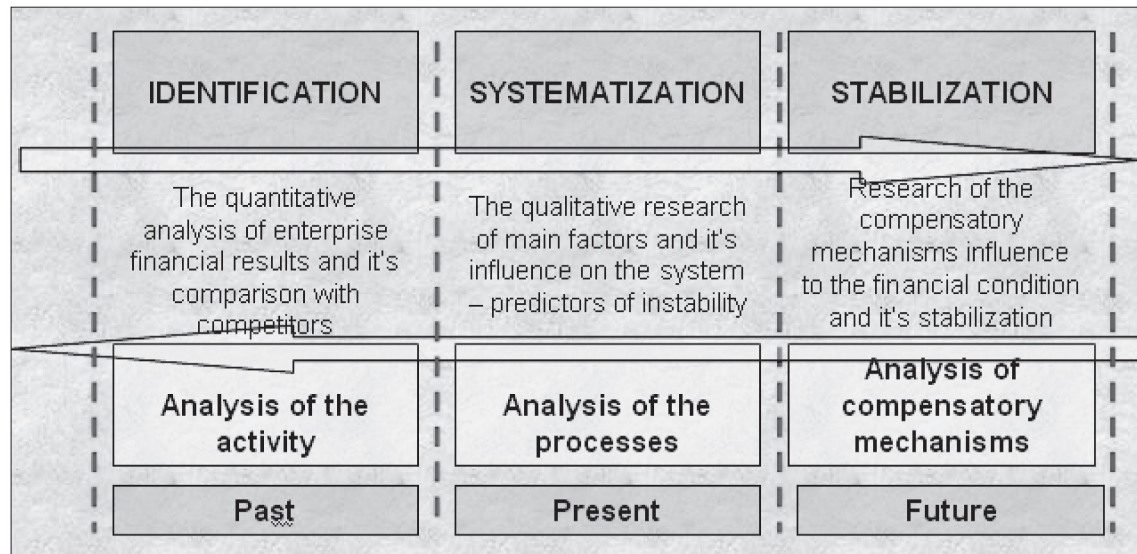 IDENTIFICATION
The quantitative
analysis of enterprise
financial results and it's
comparison with
competitors
Analysis of the
activity
Past
SYSTEMATIZATION
The qualitative research
of main factors and it's
influence on the system
– predictors of instability
Analysis of the
processes
Present
STABILIZATION
Research of the
compensatory
mechanisms influence
to the financial condition
and it's stabilization
Analysis of
compensatory
mechanisms
Future